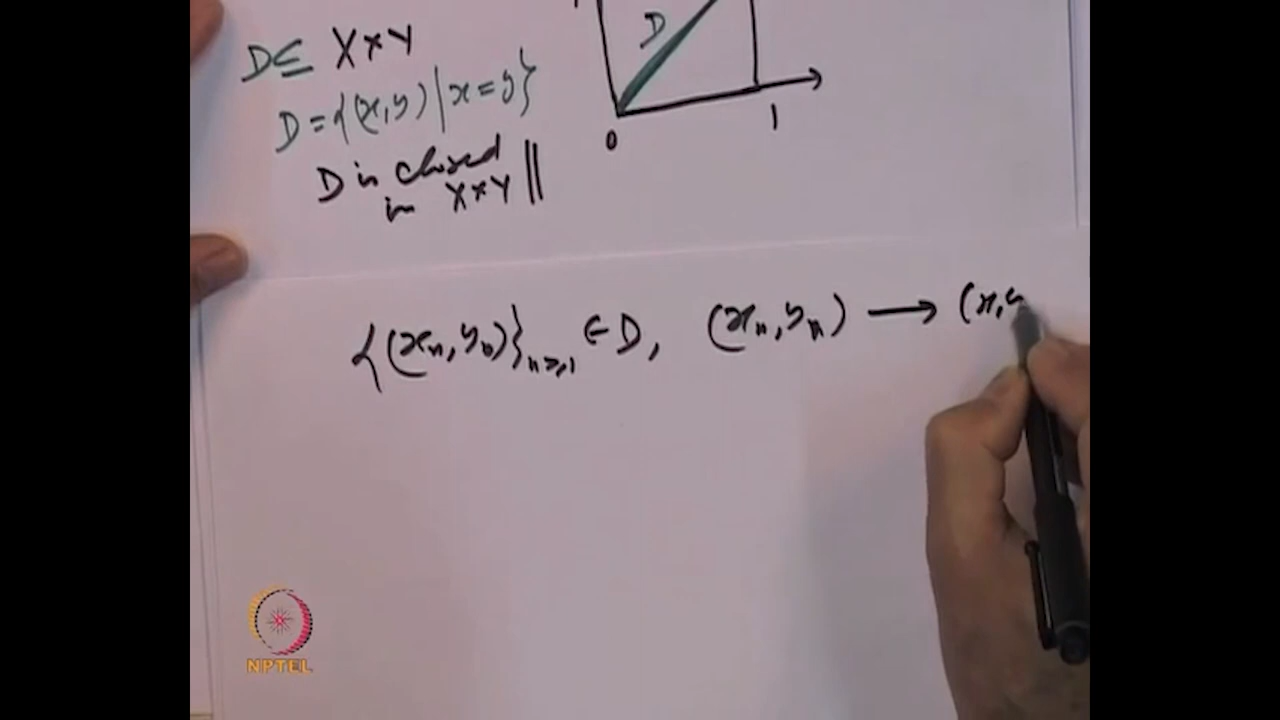 D ⊆ X×Y
D
D = {(x,y) | x = y}
0
1
D is closed
in X×Y ||
{(xₙ,yₙ)}ₙ≥₁ ∈ D, (xₙ,yₙ) ⟶ (x,y
NPTEL